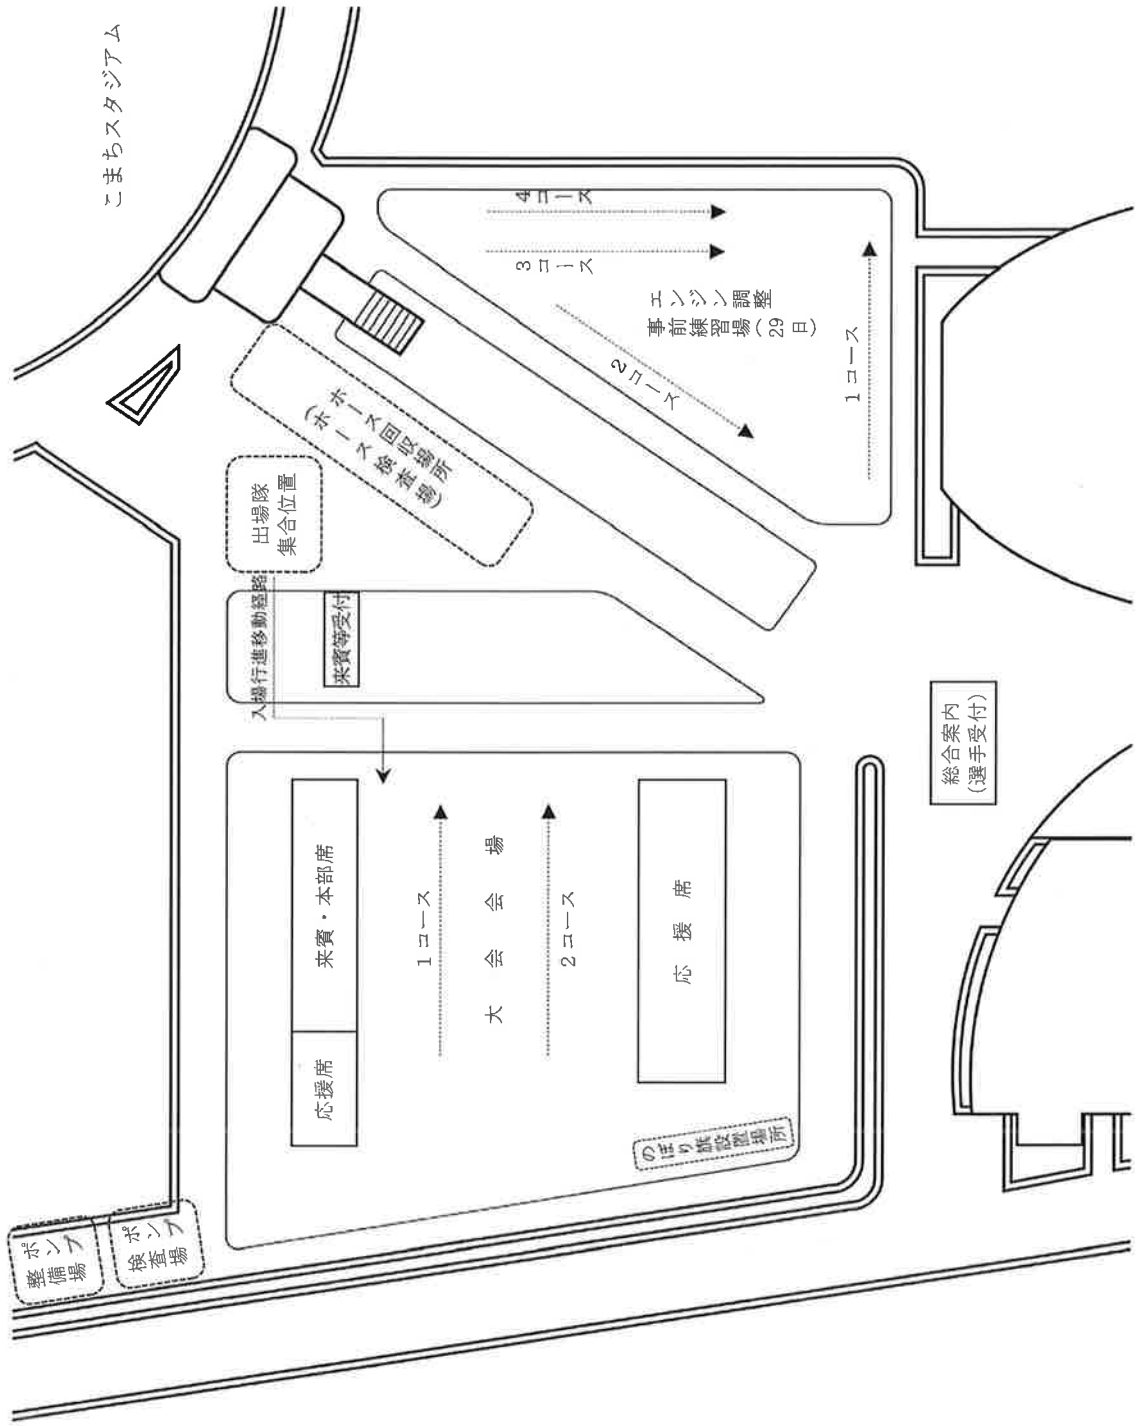 こまちスタジアム
4コース
3コース
エンジン調整
事前練習場(29日)
2コース
1コース
ホース回収場所
(ホース検査場)
出場隊
集合位置
入場行進移動経路
来賓等受付
総合案内
(選手受付)
来賓・本部席
応援席
1コース
大会会場
2コース
応援席
のぼり旗設置場所
ポンプ
整備場
ポンプ
検査場